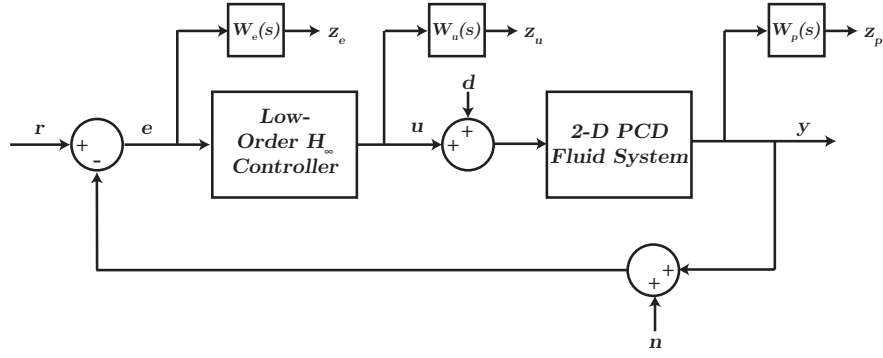 W_e(s)
z_e
W_u(s)
z_u
W_p(s)
z_p
d
r
+
-
e
Low-
Order H_∞
Controller
u
+
+
2-D PCD
Fluid System
y
+
+
n